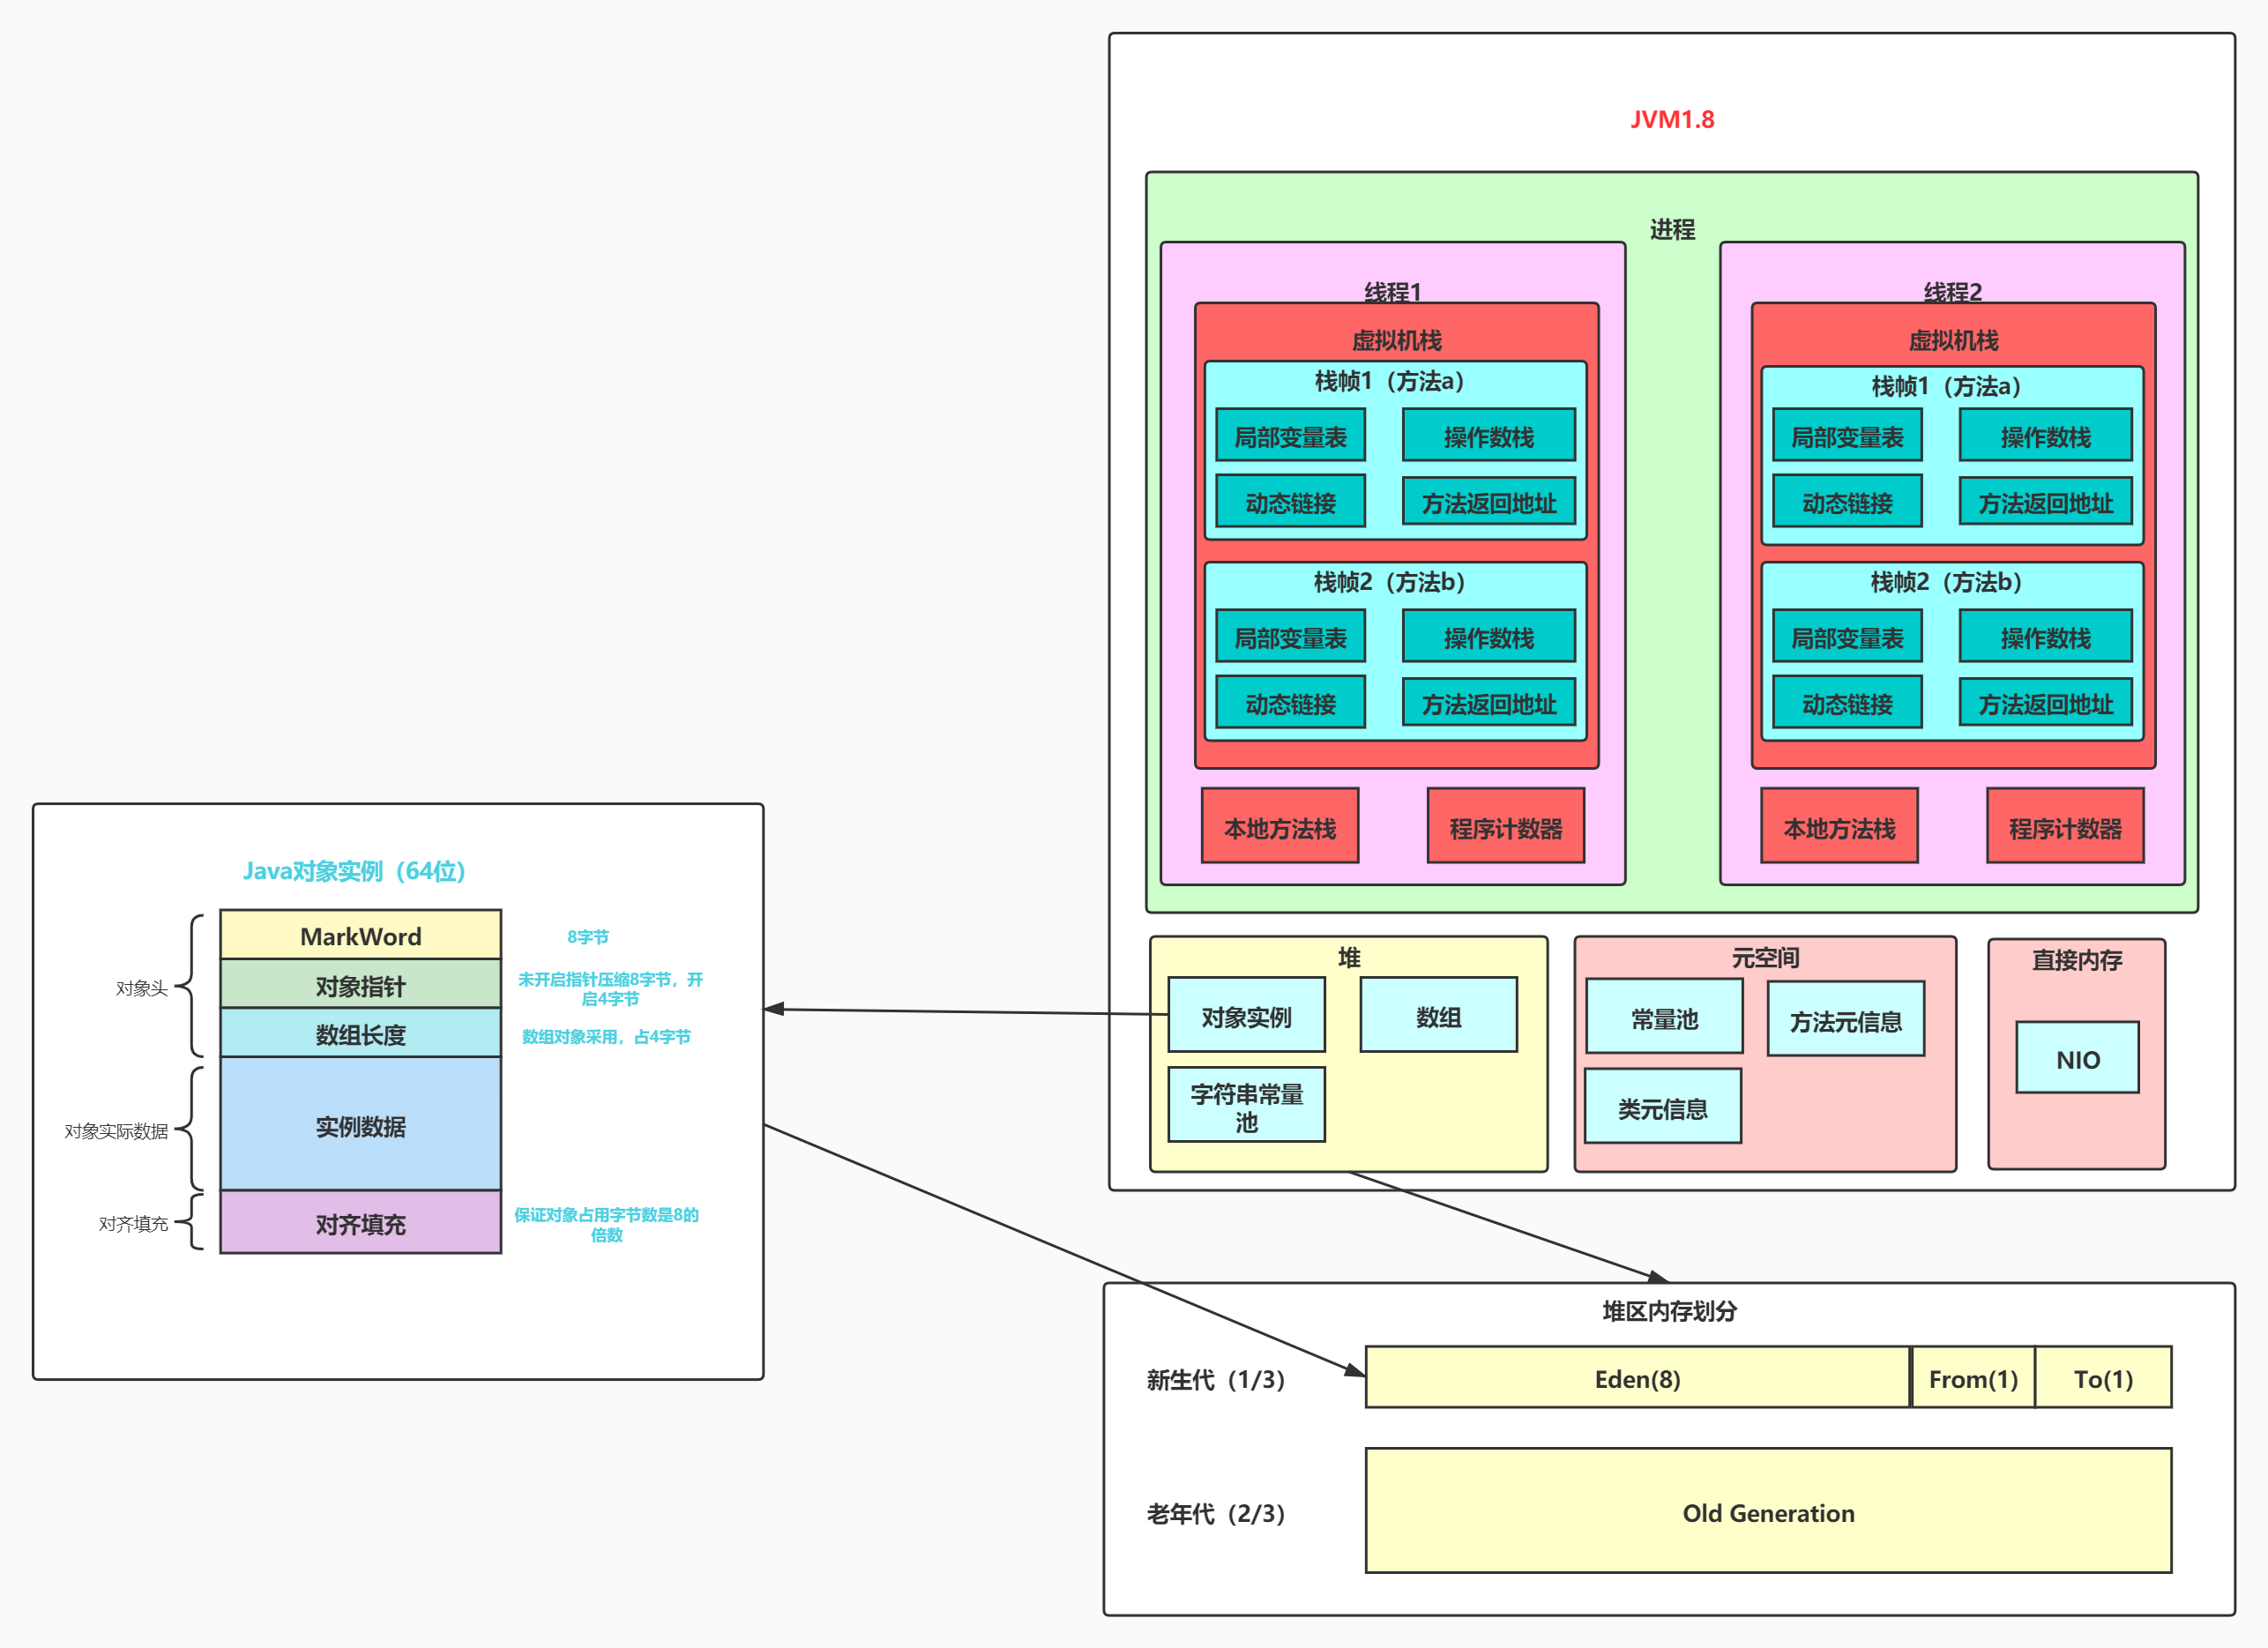 JVM1.8
进程
线程1
虚拟机栈
栈帧1（方法a）
局部变量表
操作数栈
动态链接
方法返回地址
栈帧2（方法b）
局部变量表
操作数栈
动态链接
方法返回地址
本地方法栈
程序计数器
线程2
虚拟机栈
栈帧1（方法a）
局部变量表
操作数栈
动态链接
方法返回地址
栈帧2（方法b）
局部变量表
操作数栈
动态链接
方法返回地址
本地方法栈
程序计数器
堆
对象实例
数组
字符串常量
池
元空间
常量池
方法元信息
类元信息
直接内存
NIO
Java对象实例（64位）
对象头
MarkWord
8字节
对象指针
未开启指针压缩8字节，开
启4字节
数组长度
数组对象采用，占4字节
对象实际数据
实例数据
对齐填充
对齐填充
保证对象占用字节数是8的
倍数
堆区内存划分
新生代（1/3）
Eden(8)
From(1)
To(1)
老年代（2/3）
Old Generation